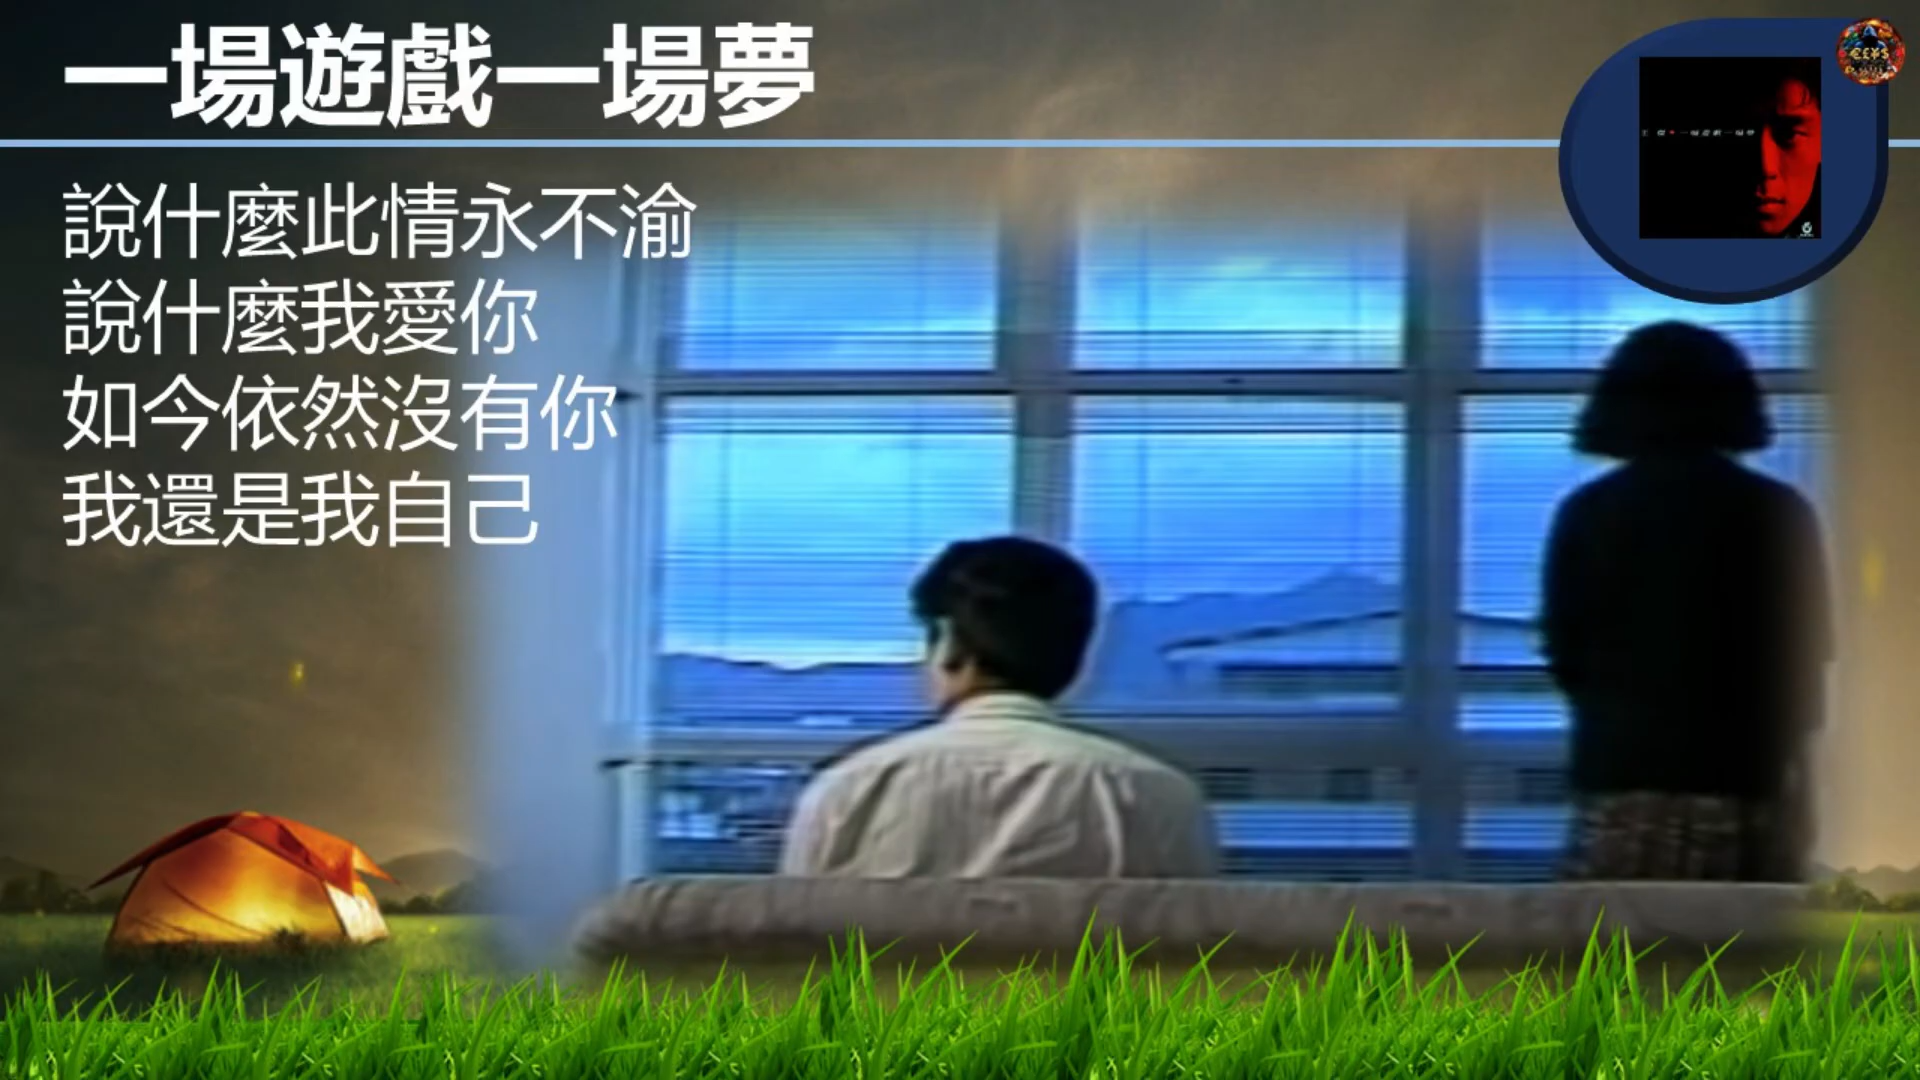 一場遊戲一場夢
說什麼此情永不渝
說什麼我愛你
如今依然沒有你
我還是我自己